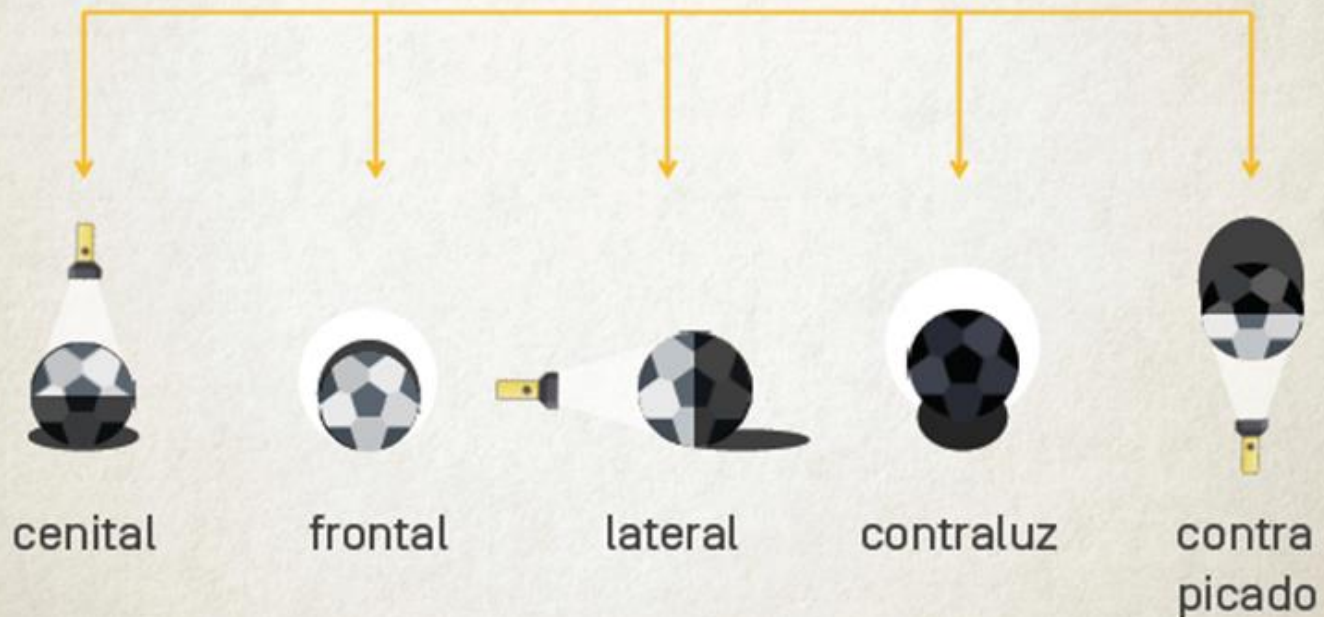 cenital
frontal
lateral
contraluz
contra
picado